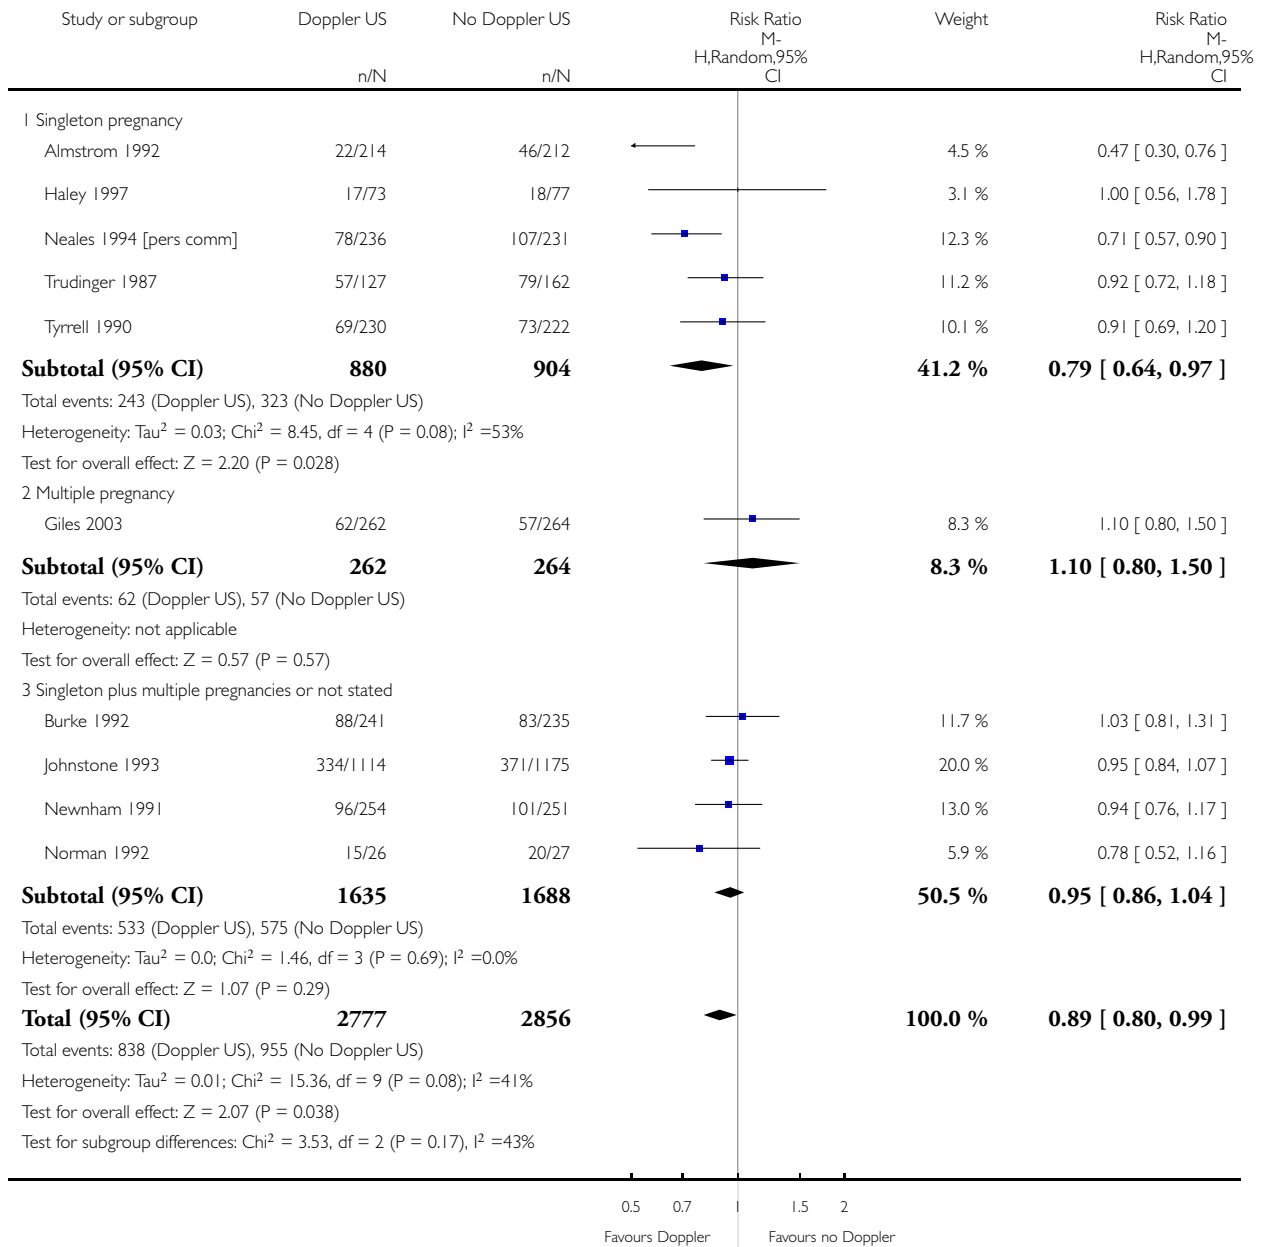 Study or subgroup Doppler US No Doppler US Risk Ratio Weight Risk Ratio
M- M-
H,Random,95% H,Random,95%
n/N n/N CI CI
1 Singleton pregnancy
Almstrom 1992 22/214 46/212 4.5 % 0.47 [ 0.30, 0.76 ]
Haley 1997 17/73 18/77 3.1 % 1.00 [ 0.56, 1.78 ]
Neales 1994 [pers comm] 78/236 107/231 12.3 % 0.71 [ 0.57, 0.90 ]
Trudinger 1987 57/127 79/162 11.2 % 0.92 [ 0.72, 1.18 ]
Tyrrell 1990 69/230 73/222 10.1 % 0.91 [ 0.69, 1.20 ]
Subtotal (95% CI) 880 904 41.2 % 0.79 [ 0.64, 0.97 ]
Total events: 243 (Doppler US), 323 (No Doppler US)
Heterogeneity: Tau² = 0.03; Chi² = 8.45, df = 4 (P = 0.08); I² =53%
Test for overall effect: Z = 2.20 (P = 0.028)
2 Multiple pregnancy
Giles 2003 62/262 57/264 8.3 % 1.10 [ 0.80, 1.50 ]
Subtotal (95% CI) 262 264 8.3 % 1.10 [ 0.80, 1.50 ]
Total events: 62 (Doppler US), 57 (No Doppler US)
Heterogeneity: not applicable
Test for overall effect: Z = 0.57 (P = 0.57)
3 Singleton plus multiple pregnancies or not stated
Burke 1992 88/241 83/235 11.7 % 1.03 [ 0.81, 1.31 ]
Johnstone 1993 334/1114 371/1175 20.0 % 0.95 [ 0.84, 1.07 ]
Newnham 1991 96/254 101/251 13.0 % 0.94 [ 0.76, 1.17 ]
Norman 1992 15/26 20/27 5.9 % 0.78 [ 0.52, 1.16 ]
Subtotal (95% CI) 1635 1688 50.5 % 0.95 [ 0.86, 1.04 ]
Total events: 533 (Doppler US), 575 (No Doppler US)
Heterogeneity: Tau² = 0.0; Chi² = 1.46, df = 3 (P = 0.69); I² =0.0%
Test for overall effect: Z = 1.07 (P = 0.29)
Total (95% CI) 2777 2856 100.0 % 0.89 [ 0.80, 0.99 ]
Total events: 838 (Doppler US), 955 (No Doppler US)
Heterogeneity: Tau² = 0.01; Chi² = 15.36, df = 9 (P = 0.08); I² =41%
Test for overall effect: Z = 2.07 (P = 0.038)
Test for subgroup differences: Chi² = 3.53, df = 2 (P = 0.17), I² =43%
0.5 0.7 1 1.5 2
Favours Doppler Favours no Doppler